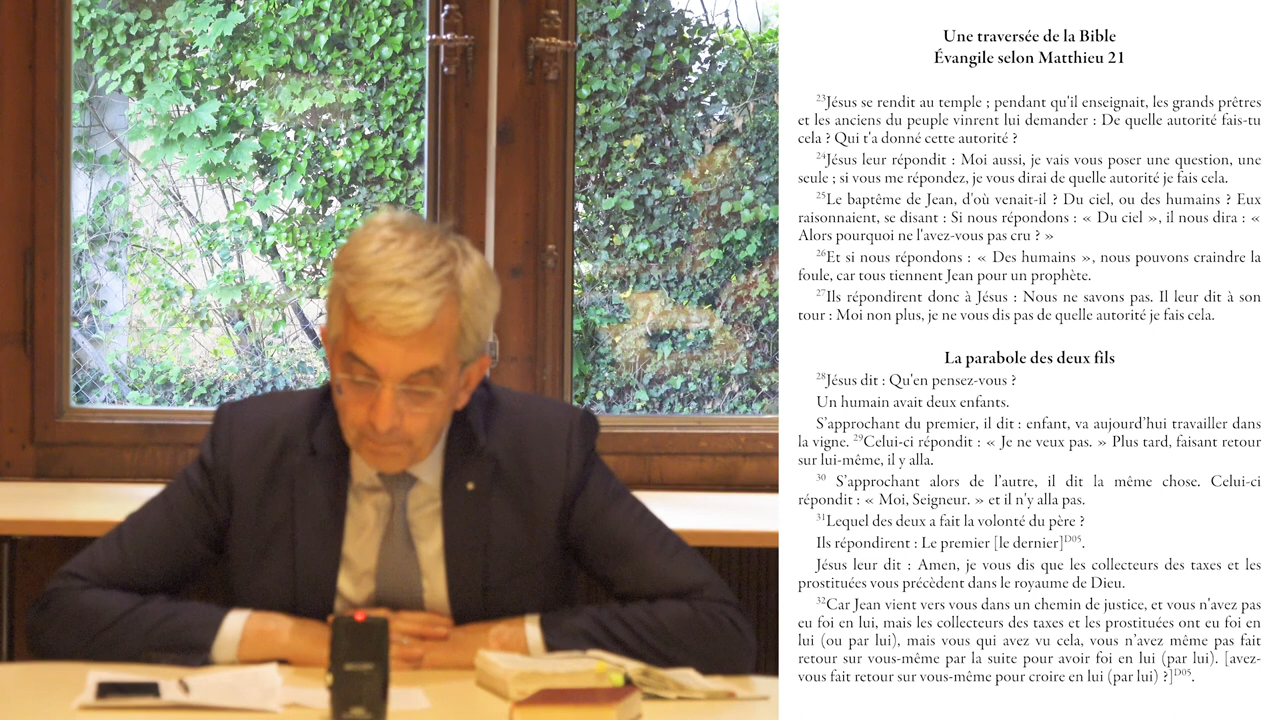 Une traversée de la Bible
Évangile selon Matthieu 21
²³Jésus se rendit au temple ; pendant qu'il enseignait, les grands prêtres
et les anciens du peuple vinrent lui demander : De quelle autorité fais-tu
cela ? Qui t'a donné cette autorité ?
²⁴Jésus leur répondit : Moi aussi, je vais vous poser une question, une
seule ; si vous me répondez, je vous dirai de quelle autorité je fais cela.
²⁵Le baptême de Jean, d'où venait-il ? Du ciel, ou des humains ? Eux
raisonnaient, se disant : Si nous répondons : « Du ciel », il nous dira : «
Alors pourquoi ne l'avez-vous pas cru ? »
²⁶Et si nous répondons : « Des humains », nous pouvons craindre la
foule, car tous tiennent Jean pour un prophète.
²⁷Ils répondirent donc à Jésus : Nous ne savons pas. Il leur dit à son
tour : Moi non plus, je ne vous dis pas de quelle autorité je fais cela.
La parabole des deux fils
²⁸Jésus dit : Qu'en pensez-vous ?
Un humain avait deux enfants.
S’approchant du premier, il dit : enfant, va aujourd’hui travailler dans
la vigne. ²⁹Celui-ci répondit : « Je ne veux pas. » Plus tard, faisant retour
sur lui-même, il y alla.
³⁰ S’approchant alors de l’autre, il dit la même chose. Celui-ci
répondit : « Moi, Seigneur. » et il n'y alla pas.
³¹Lequel des deux a fait la volonté du père ?
Ils répondirent : Le premier [le dernier]ᴰ⁰⁵.
Jésus leur dit : Amen, je vous dis que les collecteurs des taxes et les
prostituées vous précèdent dans le royaume de Dieu.
³²Car Jean vient vers vous dans un chemin de justice, et vous n'avez pas
eu foi en lui, mais les collecteurs des taxes et les prostituées ont eu foi en
lui (ou par lui), mais vous qui avez vu cela, vous n’avez même pas fait
retour sur vous-même par la suite pour avoir foi en lui (par lui). [avez-
vous fait retour sur vous-même pour croire en lui (par lui) ?]ᴰ⁰⁵.